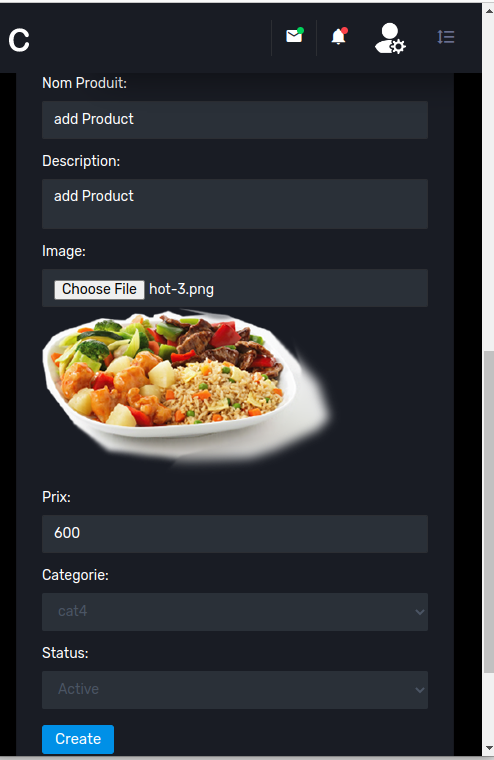 C
Nom Produit:
add Product
Description:
add Product
Image:
Choose File hot-3.png
Prix:
600
Categorie:
cat4
Status:
Active
Create